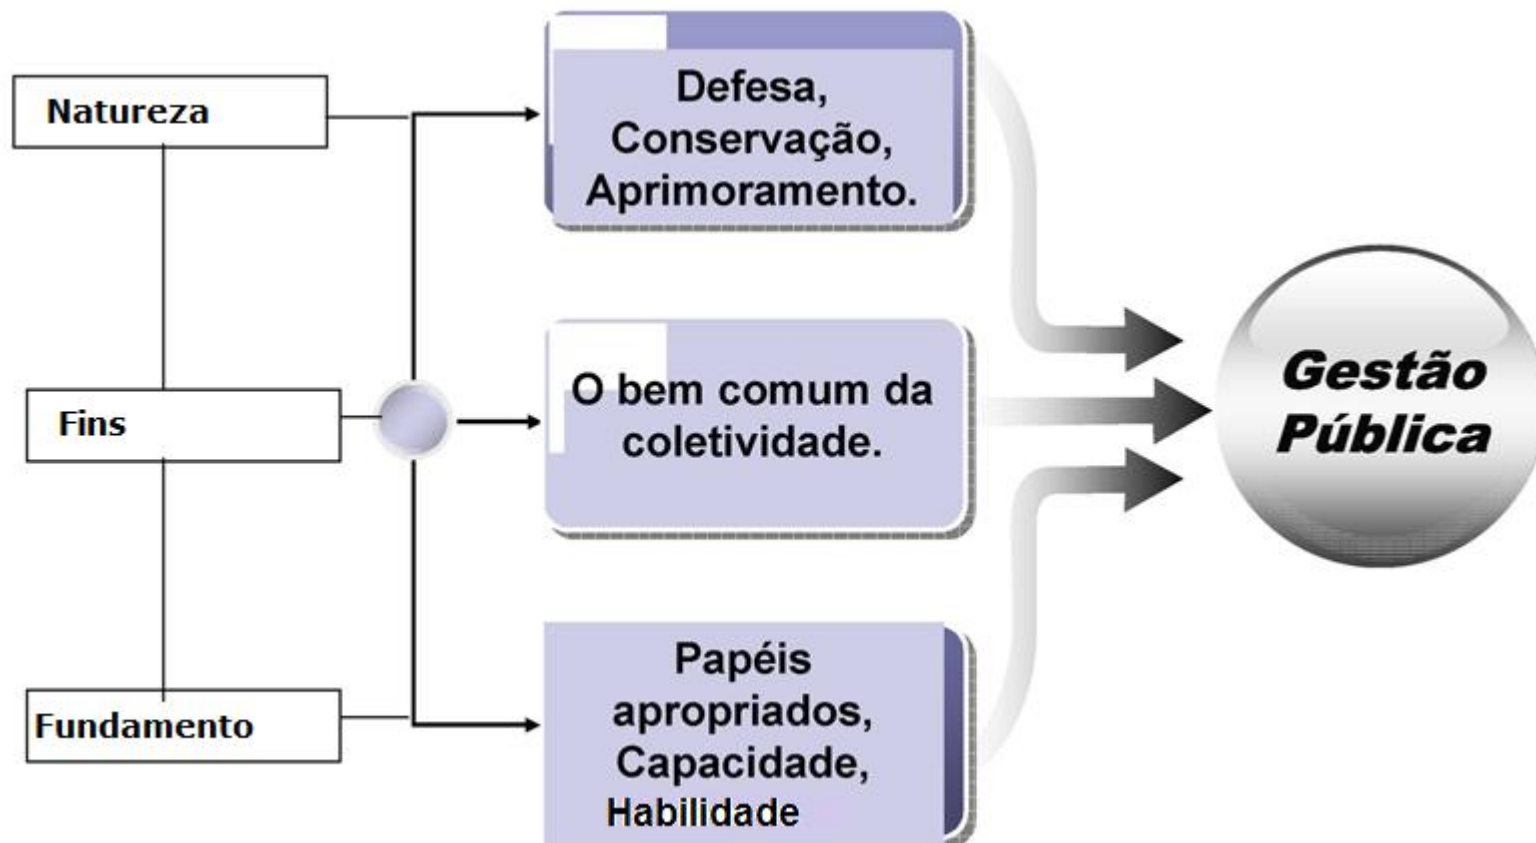 Natureza
Defesa,
Conservação,
Aprimoramento.
Fins
O bem comum da
coletividade.
Gestão
Pública
Fundamento
Papéis
apropriados,
Capacidade,
Habilidade